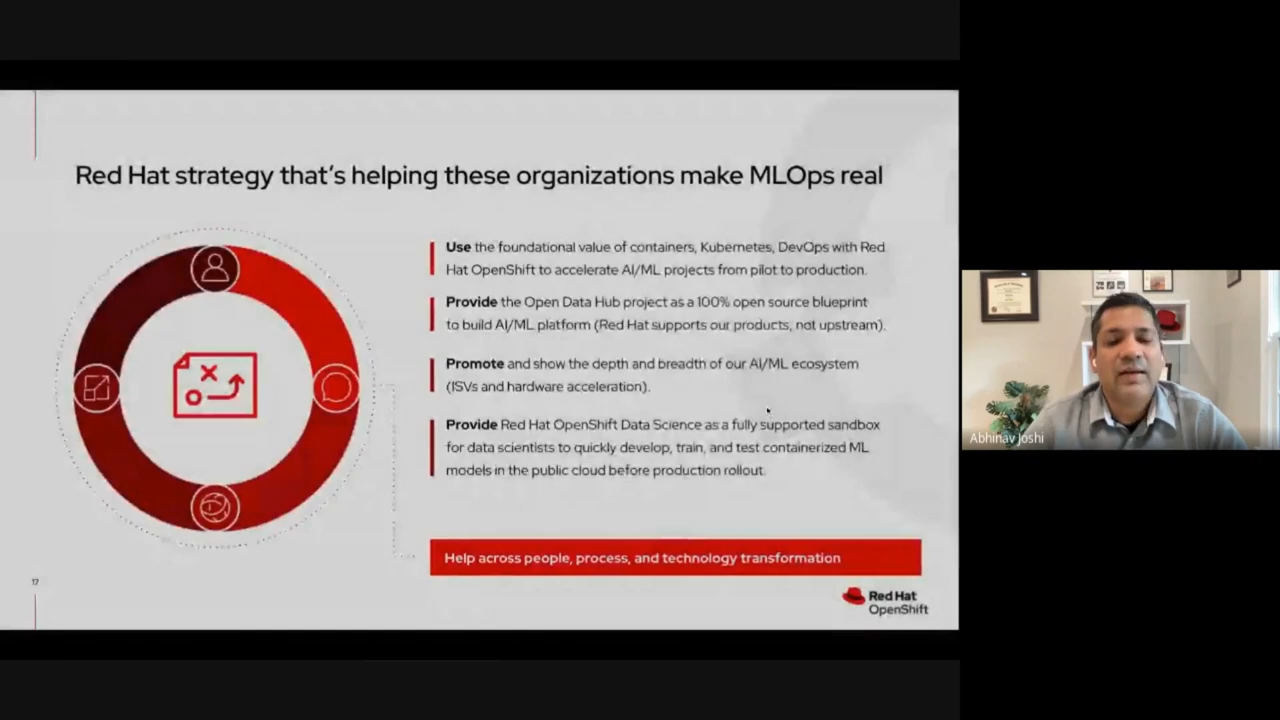 Red Hat strategy that's helping these organizations make MLOps real
Use the foundational value of containers, Kubernetes, DevOps with Red
Hat OpenShift to accelerate AI/ML projects from pilot to production.
Provide the Open Data Hub project as a 100% open source blueprint
to build AI/ML platform (Red Hat supports our products, not upstream).
Promote and show the depth and breadth of our AI/ML ecosystem
(ISVs and hardware acceleration).
Provide Red Hat OpenShift Data Science as a fully supported sandbox
for data scientists to quickly develop, train, and test containerized ML
models in the public cloud before production rollout.
Help across people, process, and technology transformation
17
Red Hat
OpenShift
Abhinav Joshi